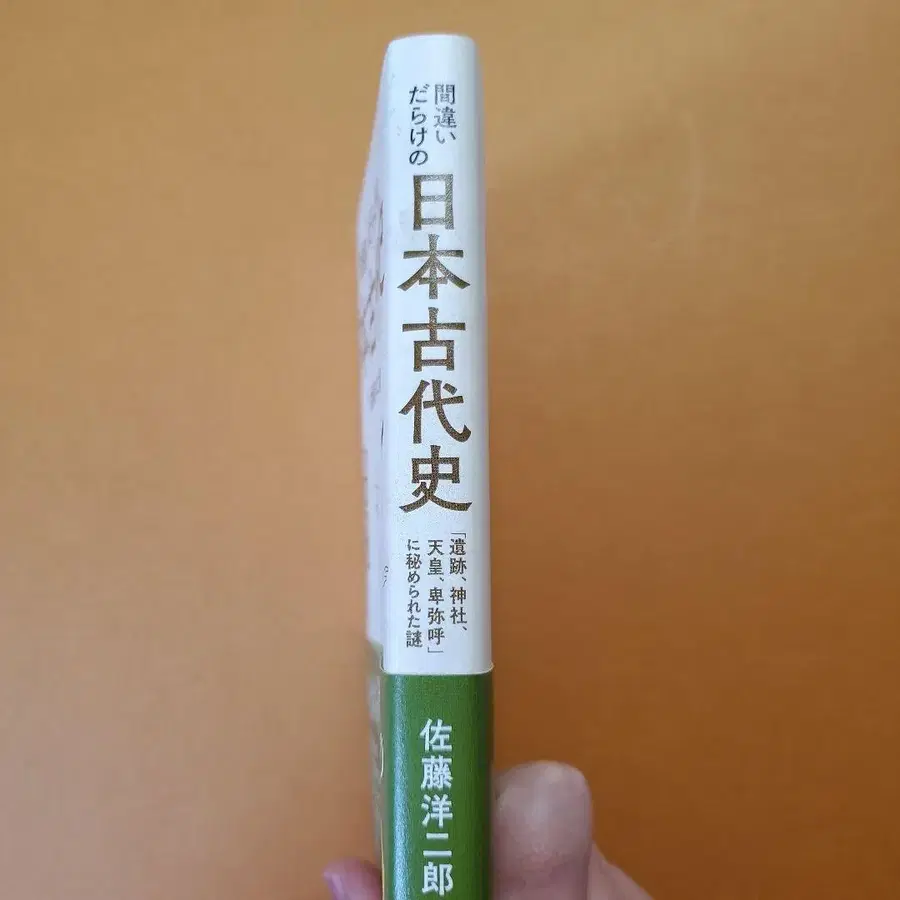 間違い
だらけの
日本古代史
「遺跡、神社、
天皇、卑弥呼」
に秘められた謎
佐藤洋二郎